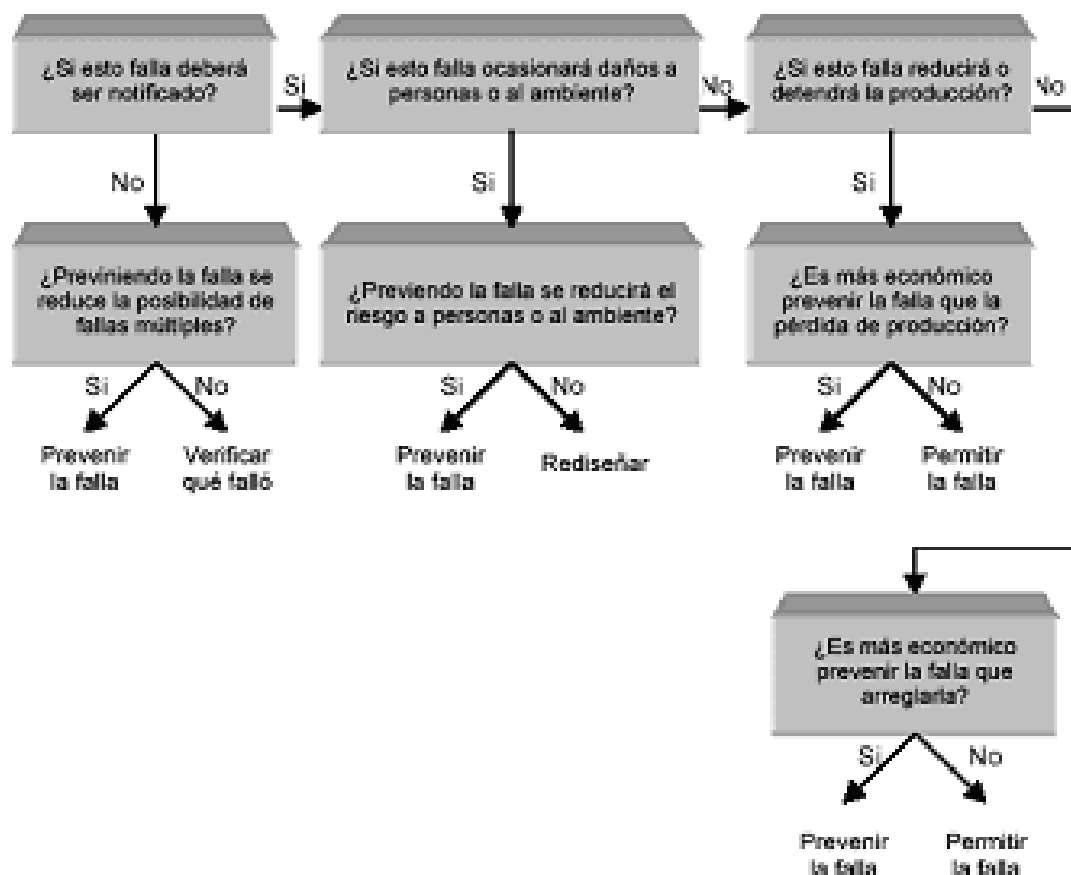 ¿Si esto falla deberá
ser notificado?
Si
¿Si esto falla ocasionará daños a
personas o al ambiente?
No
¿Si esto falla reducirá o
detendrá la producción?
No
No
Si
Si
¿Previniendo la falla se
reduce la posibilidad de
fallas múltiples?
¿Previendo la falla se reducirá el
riesgo a personas o al ambiente?
¿Es más económico
prevenir la falla que la
pérdida de producción?
Si
No
Si
No
Si
No
Prevenir
la falla
Verificar
qué falló
Prevenir
la falla
Rediseñar
Prevenir
la falla
Permitir
la falla
¿Es más económico
prevenir la falla que
arreglarla?
Si
No
Prevenir
la falla
Permitir
la falla